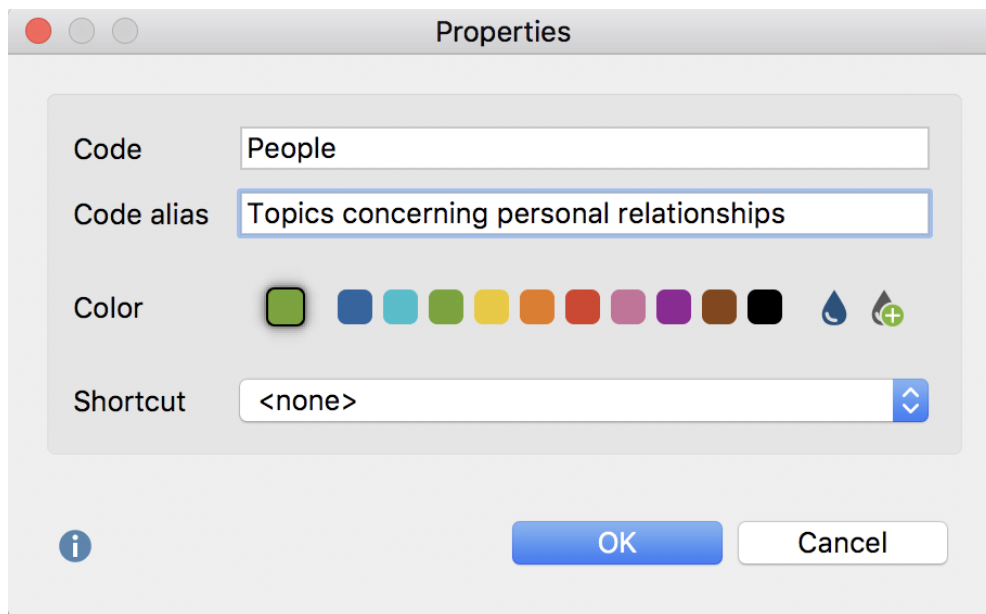 Properties
Code People
Code alias Topics concerning personal relationships
Color
Shortcut <none>
i
OK Cancel